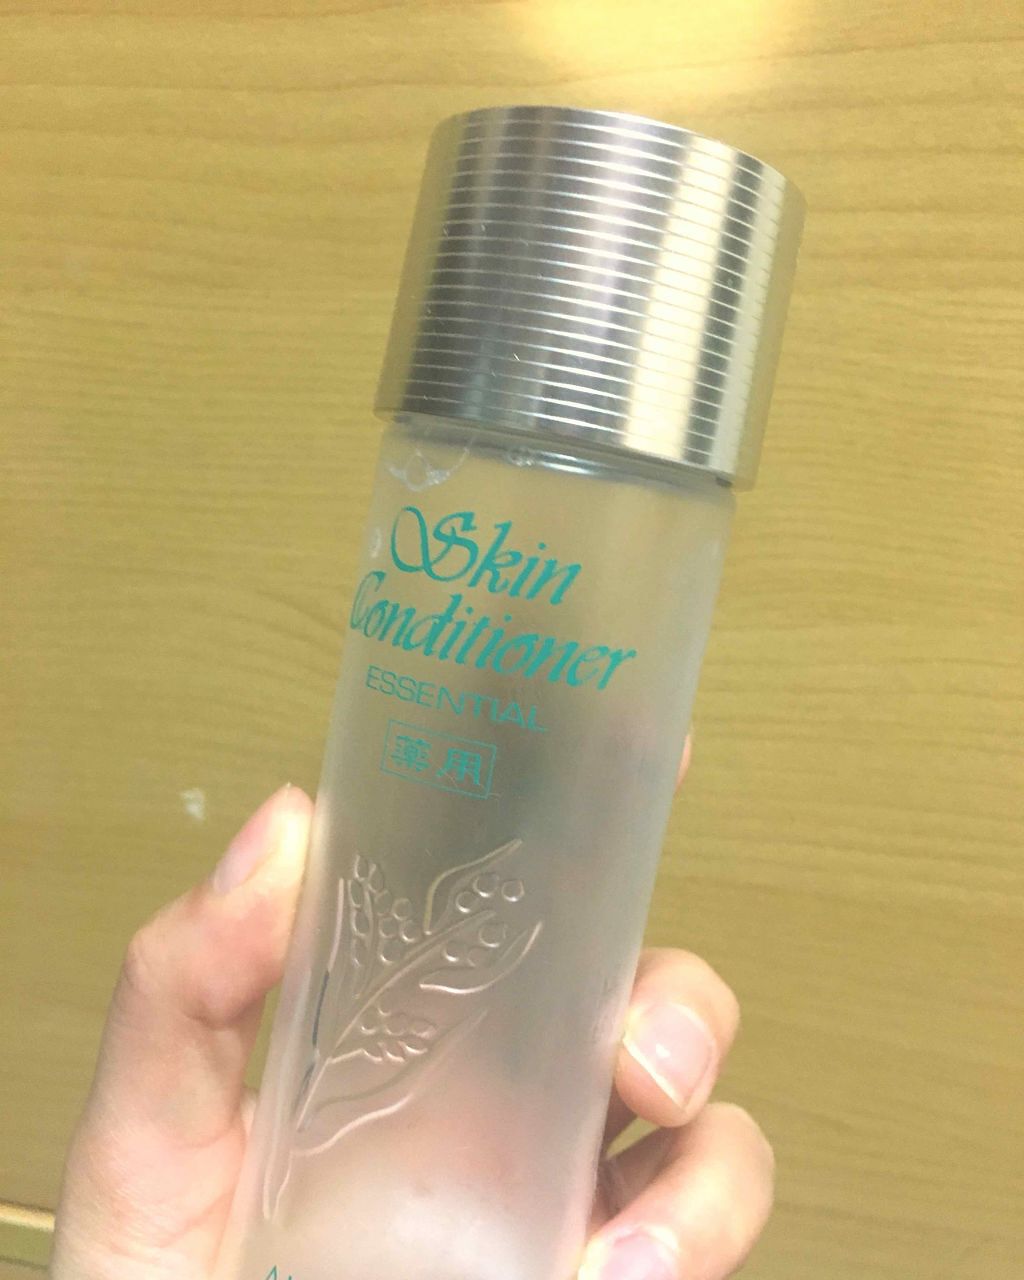 Skin
Conditioner
ESSENTIAL
薬用